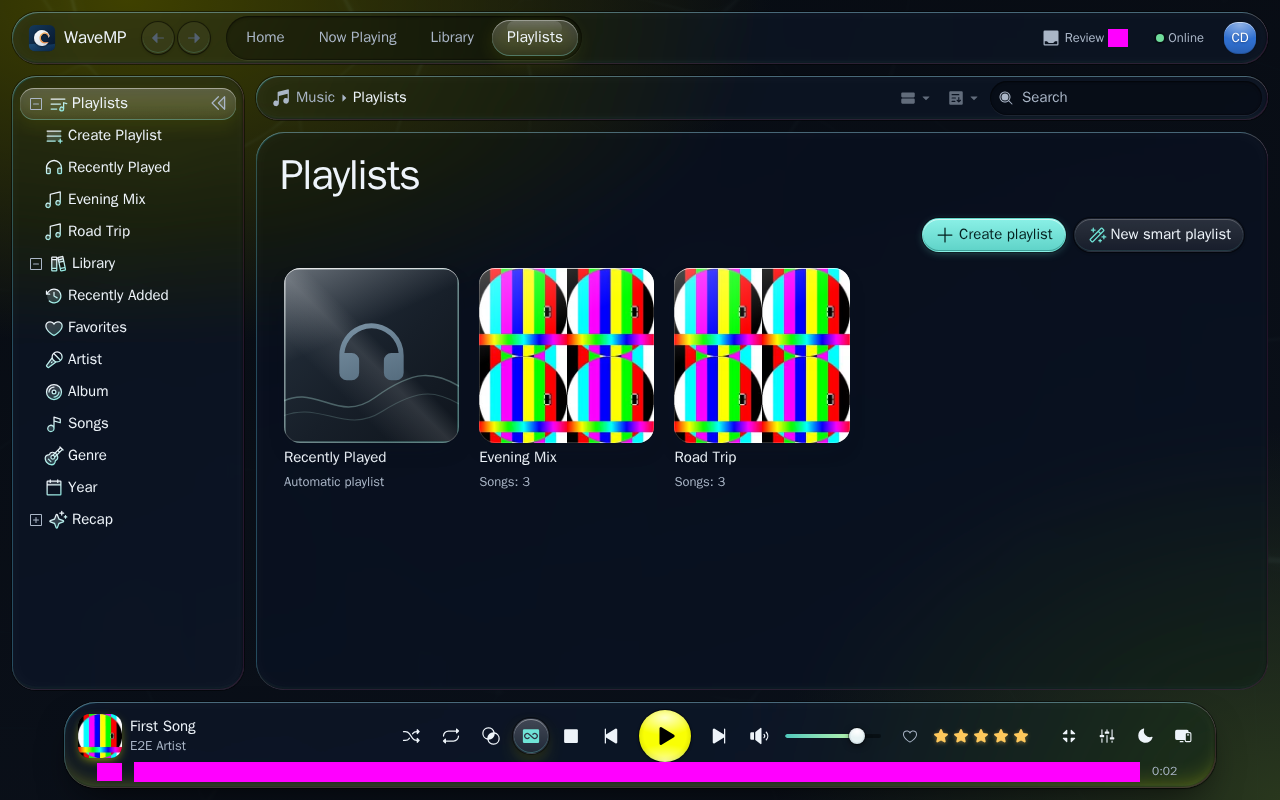 WaveMP
Home
Now Playing
Library
Playlists
Review
Online
CD
Playlists
Create Playlist
Recently Played
Evening Mix
Road Trip
Library
Recently Added
Favorites
Artist
Album
Songs
Genre
Year
Recap
Music
Playlists
Search
Playlists
Create playlist
New smart playlist
Recently Played
Automatic playlist
Evening Mix
Songs: 3
Road Trip
Songs: 3
First Song
E2E Artist
0:02